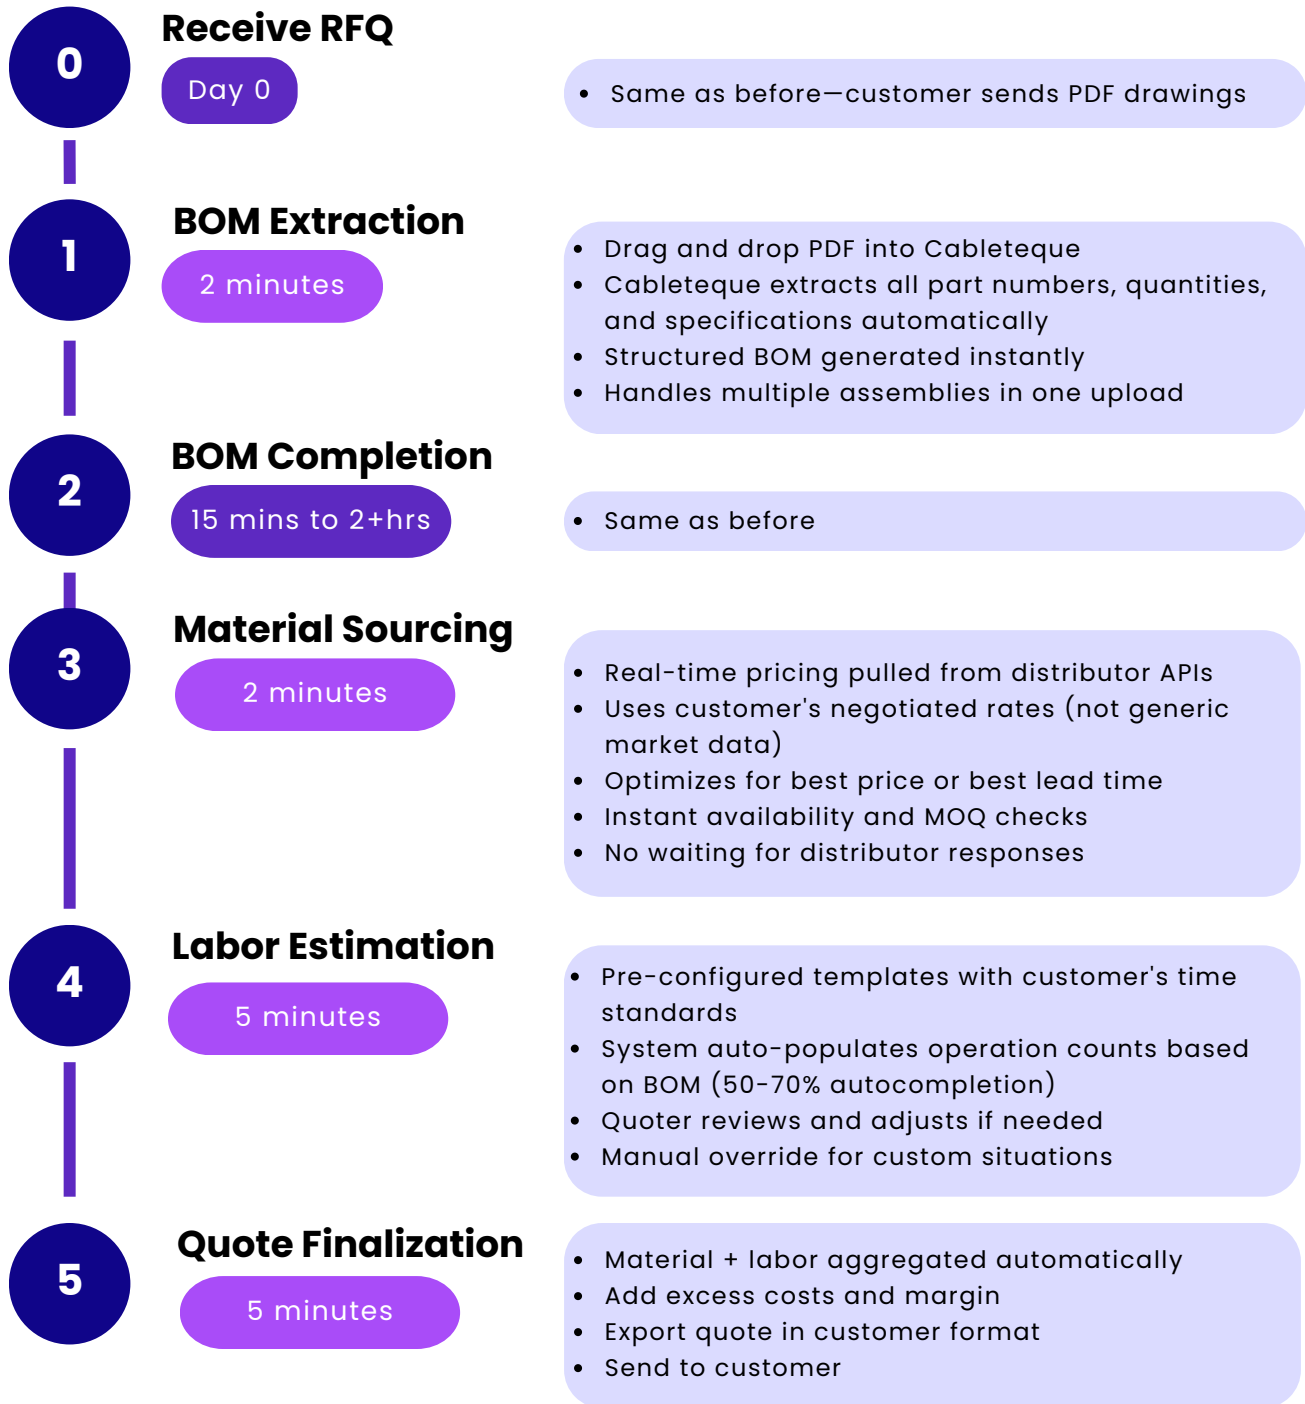 0
Receive RFQ
Day 0
• Same as before—customer sends PDF drawings
1
BOM Extraction
2 minutes
• Drag and drop PDF into Cableteque
• Cableteque extracts all part numbers, quantities,
and specifications automatically
• Structured BOM generated instantly
• Handles multiple assemblies in one upload
2
BOM Completion
15 mins to 2+hrs
• Same as before
3
Material Sourcing
2 minutes
• Real-time pricing pulled from distributor APIs
• Uses customer's negotiated rates (not generic
market data)
• Optimizes for best price or best lead time
• Instant availability and MOQ checks
• No waiting for distributor responses
4
Labor Estimation
5 minutes
• Pre-configured templates with customer's time
standards
• System auto-populates operation counts based
on BOM (50-70% autocompletion)
• Quoter reviews and adjusts if needed
• Manual override for custom situations
5
Quote Finalization
5 minutes
• Material + labor aggregated automatically
• Add excess costs and margin
• Export quote in customer format
• Send to customer